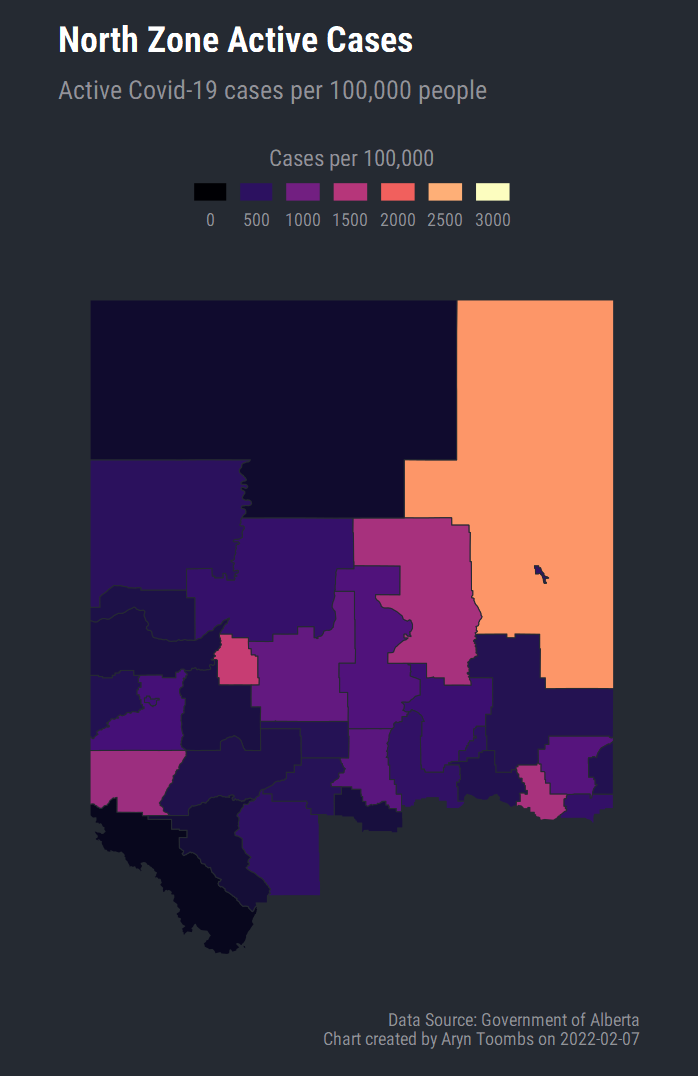 North Zone Active Cases
Active Covid-19 cases per 100,000 people
Cases per 100,000
0 500 1000 1500 2000 2500 3000
Data Source: Government of Alberta
Chart created by Aryn Toombs on 2022-02-07